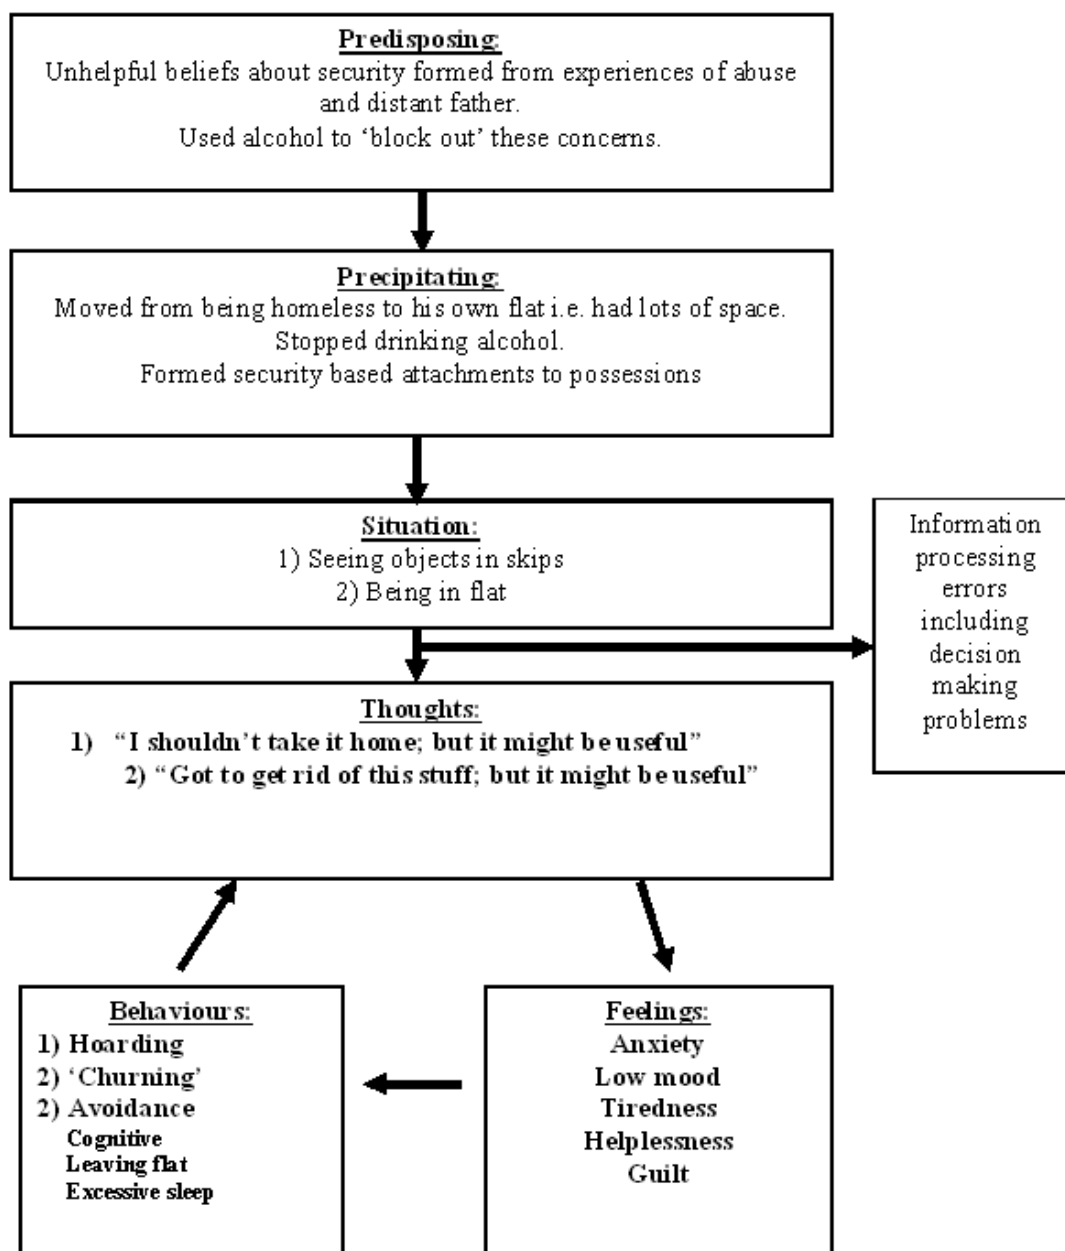 Predisposing:
Unhelpful beliefs about security formed from experiences of abuse
and distant father.
Used alcohol to ‘block out’ these concerns.
Precipitating:
Moved from being homeless to his own flat i.e. had lots of space.
Stopped drinking alcohol.
Formed security based attachments to possessions
Situation:
1) Seeing objects in skips
2) Being in flat
Information
processing
errors
including
decision
making
problems
Thoughts:
1) “I shouldn’t take it home; but it might be useful”
2) “Got to get rid of this stuff; but it might be useful”
Behaviours:
1) Hoarding
2) ‘Churning’
2) Avoidance
Cognitive
Leaving flat
Excessive sleep
Feelings:
Anxiety
Low mood
Tiredness
Helplessness
Guilt